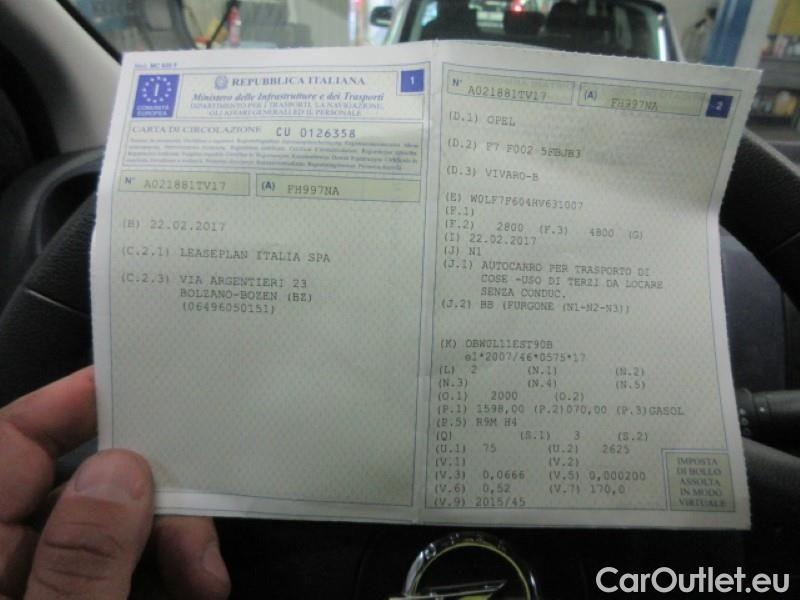 Mod. MC 820 F
REPUBBLICA ITALIANA
1
I
COMUNITÀ
EUROPEA
Ministero delle Infrastrutture e dei Trasporti
DIPARTIMENTO PER I TRASPORTI, LA NAVIGAZIONE,
GLI AFFARI GENERALI ED IL PERSONALE
CARTA DI CIRCOLAZIONE CU 0126358
N° A021881TV17 (A) FH997NA
(B) 22.02.2017
(C.2.1) LEASEPLAN ITALIA SPA
(C.2.3) VIA ARGENTIERI 23
BOLZANO-BOZEN (BZ)
(06496050151)
N° A021881TV17 (A) FH997NA
2
(D.1) OPEL
(D.2) F7 F002 5FBJB3
(D.3) VIVARO-B
(E) W0LF7F604HV631007
(F.1)
(F.2) 2800 (F.3) 4800 (G)
(I) 22.02.2017
(J) N1
(J.1) AUTOCARRO PER TRASPORTO DI
COSE -USO DI TERZI DA LOCARE
SENZA CONDUC.
(J.2) BB (FURGONE (N1-N2-N3))
(K) OBW0L11EST90B
e1*2007/46*0575*17
(L) 2 (N.1) (N.2)
(N.3) (N.4) (N.5)
(O.1) 2000 (O.2)
(P.1) 1598,00 (P.2)070,00 (P.3)GASOL
(P.5) R9M H4
(Q) (S.1) 3 (S.2)
(U.1) 75 (U.2) 2625
(V.1) (V.2)
(V.3) 0,0666 (V.5) 0,000200
(V.6) 0,52 (V.7) 170,0
(V.9) 2015/45
IMPOSTA
DI BOLLO
ASSOLTA
IN MODO
VIRTUALE
CarOutlet.eu